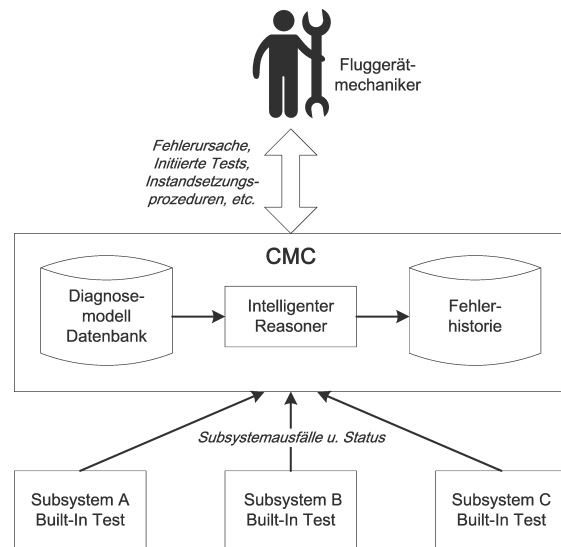 Fluggerät-
mechaniker
Fehlerursache,
Initiierte Tests,
Instandsetzungs-
prozeduren, etc.
CMC
Diagnose-
modell
Datenbank
Intelligenter
Reasoner
Fehler-
historie
Subsystemausfälle u. Status
Subsystem A
Built-In Test
Subsystem B
Built-In Test
Subsystem C
Built-In Test